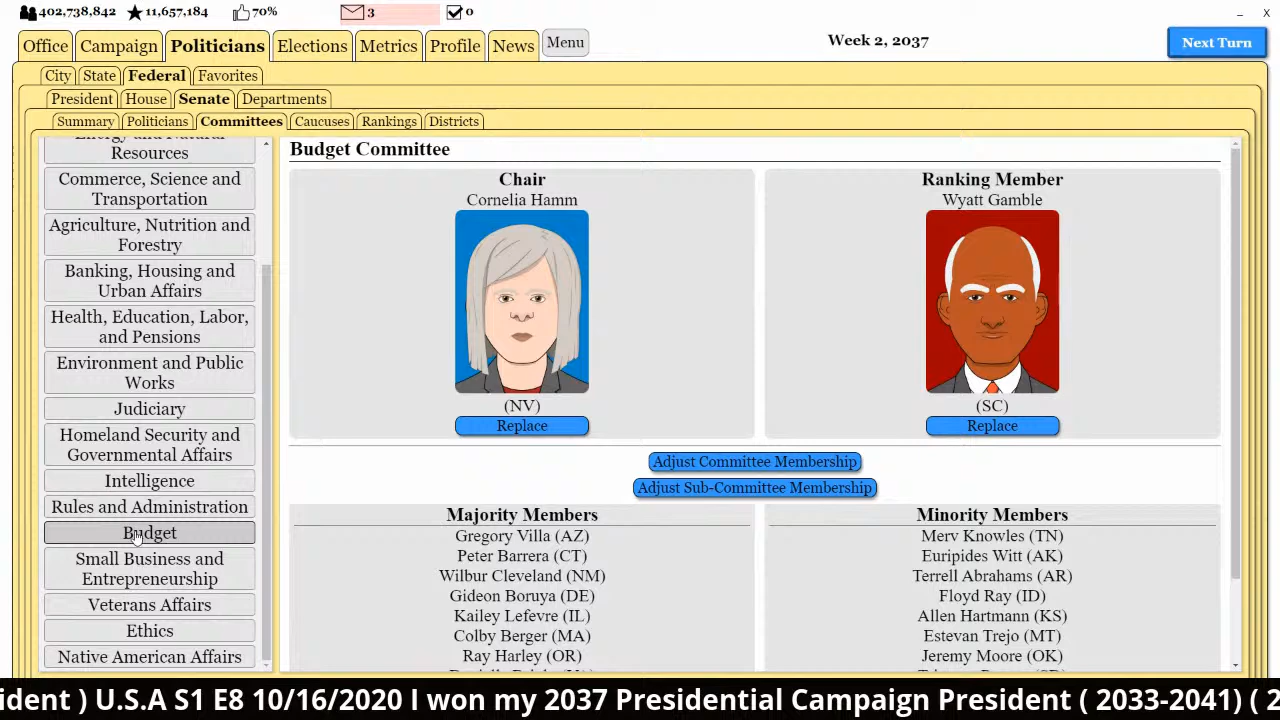 402,738,842 11,657,184 70% 3 0
_ X
Office Campaign Politicians Elections Metrics Profile News Menu
Week 2, 2037
Next Turn
City State Federal Favorites
President House Senate Departments
Summary Politicians Committees Caucuses Rankings Districts
Energy and Natural
Resources
Commerce, Science and
Transportation
Agriculture, Nutrition and
Forestry
Banking, Housing and
Urban Affairs
Health, Education, Labor,
and Pensions
Environment and Public
Works
Judiciary
Homeland Security and
Governmental Affairs
Intelligence
Rules and Administration
Budget
Small Business and
Entrepreneurship
Veterans Affairs
Ethics
Native American Affairs
Budget Committee
Chair
Cornelia Hamm
(NV)
Replace
Ranking Member
Wyatt Gamble
(SC)
Replace
Adjust Committee Membership
Adjust Sub-Committee Membership
Majority Members
Gregory Villa (AZ)
Peter Barrera (CT)
Wilbur Cleveland (NM)
Gideon Boruya (DE)
Kailey Lefevre (IL)
Colby Berger (MA)
Ray Harley (OR)
Minority Members
Merv Knowles (TN)
Euripides Witt (AK)
Terrell Abrahams (AR)
Floyd Ray (ID)
Allen Hartmann (KS)
Estevan Trejo (MT)
Jeremy Moore (OK)
ident ) U.S.A S1 E8 10/16/2020 I won my 2037 Presidential Campaign President ( 2033-2041) ( 2